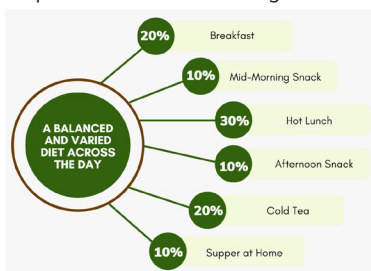 20% Breakfast
10% Mid-Morning Snack
30% Hot Lunch
A BALANCED
AND VARIED
DIET ACROSS
THE DAY
10% Afternoon Snack
20% Cold Tea
10% Supper at Home